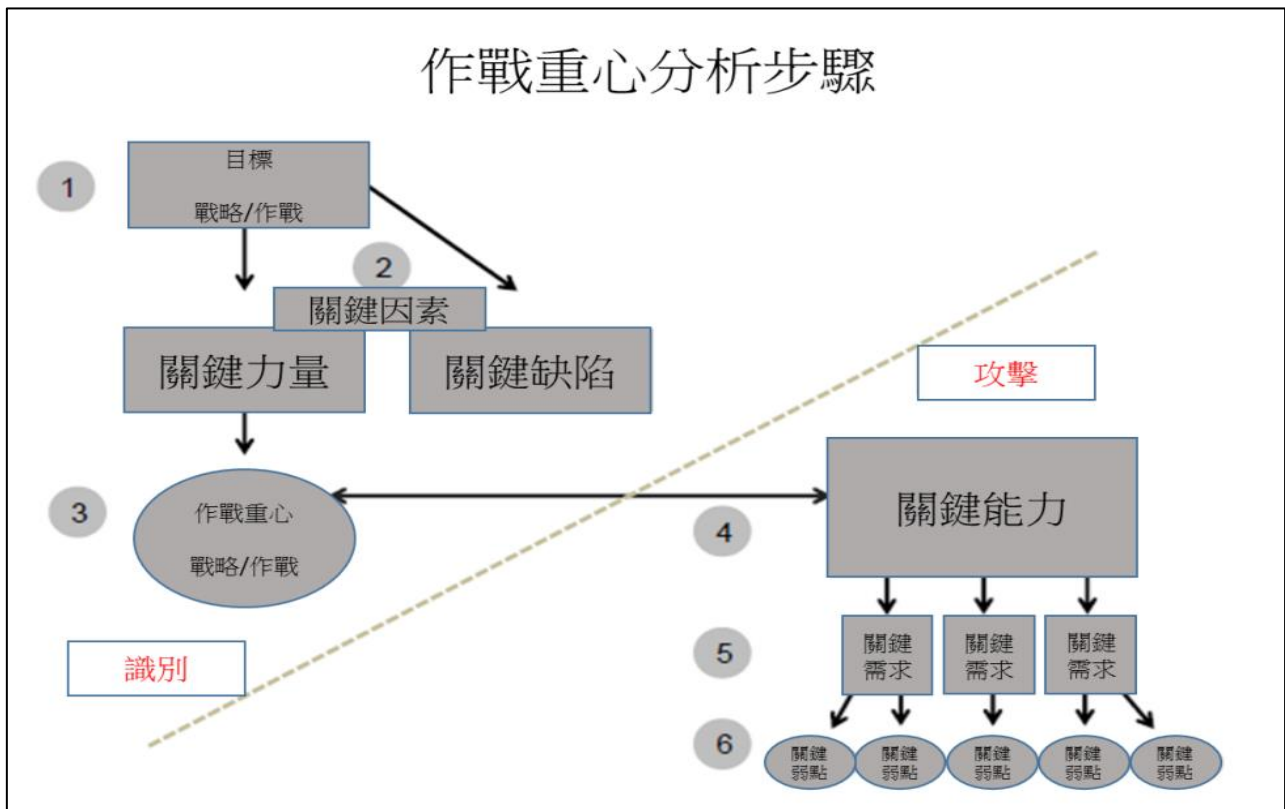 作戰重心分析步驟
1
目標
戰略/作戰
2
關鍵因素
關鍵力量
關鍵缺陷
攻擊
3
作戰重心
戰略/作戰
4
關鍵能力
識別
5
關鍵
需求
關鍵
需求
關鍵
需求
6
關鍵
弱點
關鍵
弱點
關鍵
弱點
關鍵
弱點
關鍵
弱點